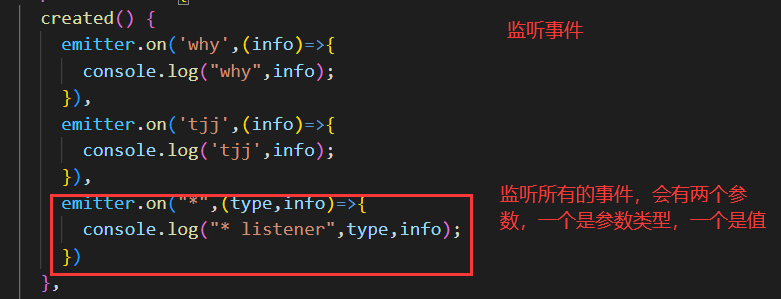 created() {
emitter.on('why',(info)=>{
监听事件
console.log("why",info);
}),
emitter.on('tjj',(info)=>{
console.log('tjj',info);
}),
emitter.on("*",(type,info)=>{
监听所有的事件，会有两个参
数，一个是参数类型，一个是值
console.log("* listener",type,info);
})
},